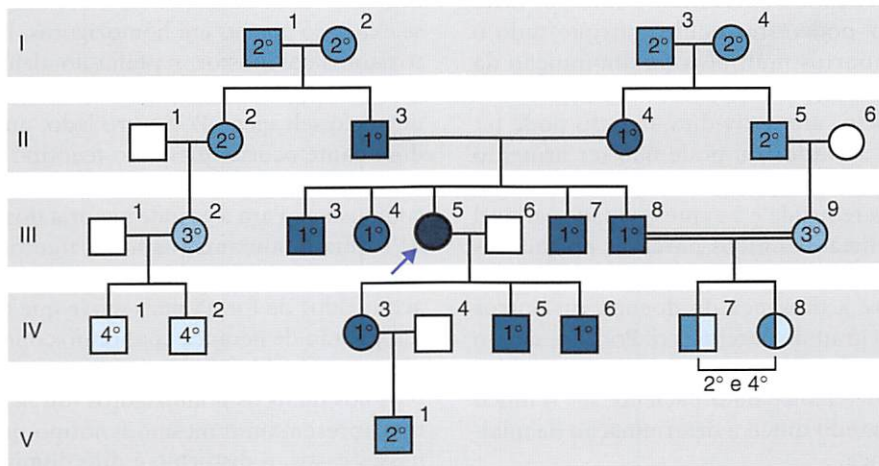 1 2 3 4
I 2° 2° 2° 2°
1 2 3 4 5 6
II 2° 1° 1° 2°
1 2 3 4 5 6 7 8 9
III 3° 1° 1° 1° 1° 3°
1 2 3 4 5 6 7 8
IV 4° 4° 1° 1° 1°
2° e 4°
1
V 2°